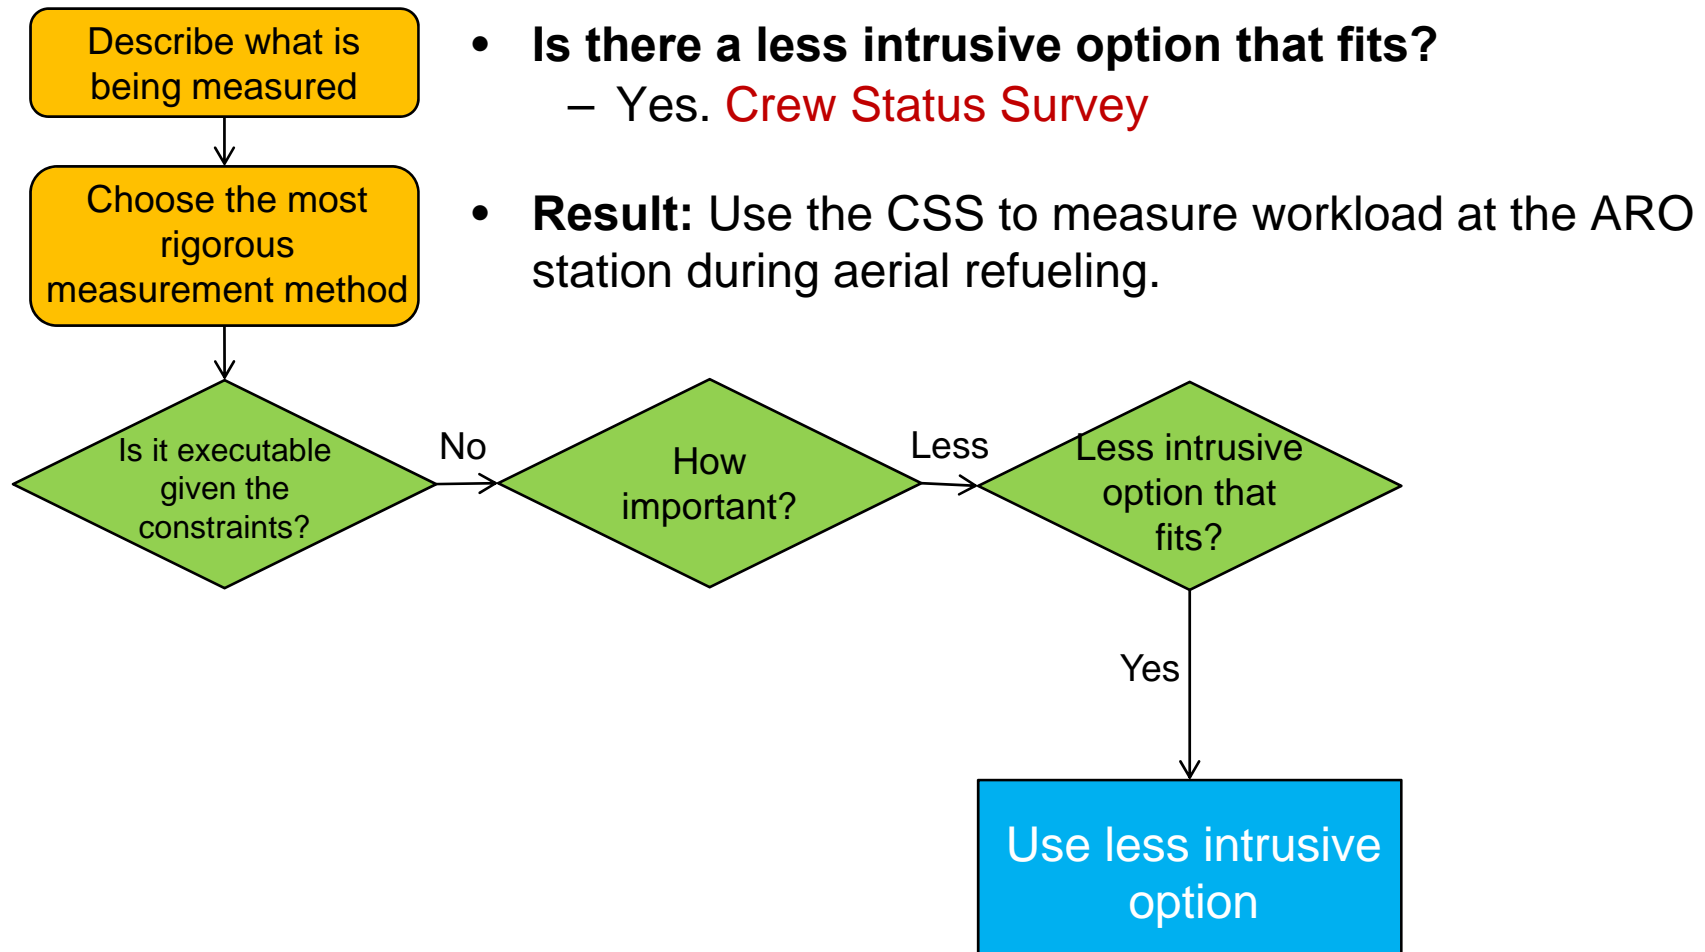 Describe what is
being measured
Choose the most
rigorous
measurement method
• Is there a less intrusive option that fits?
– Yes. Crew Status Survey
• Result: Use the CSS to measure workload at the ARO
station during aerial refueling.
Is it executable
given the
constraints?
No
How
important?
Less
Less intrusive
option that
fits?
Yes
Use less intrusive
option